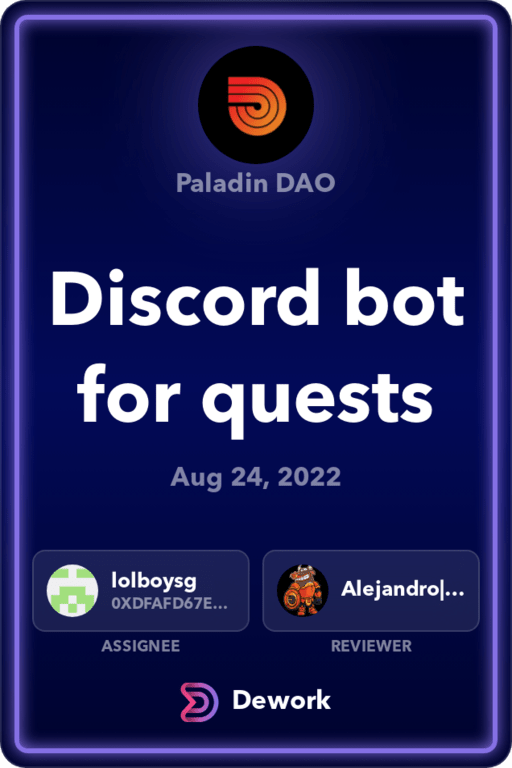 Paladin DAO
Discord bot
for quests
Aug 24, 2022
lolboysg
0XDFAFD67E...
Alejandro|...
ASSIGNEE
REVIEWER
Dework